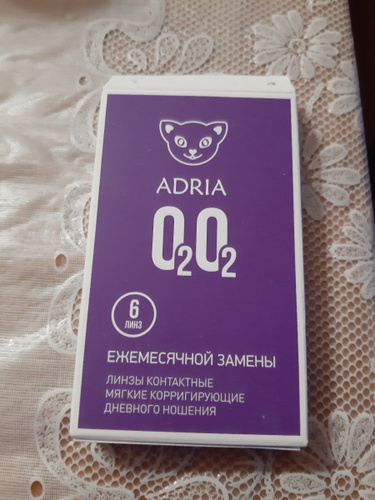 ADRIA
O₂O₂
6
ЛИНЗ
ЕЖЕМЕСЯЧНОЙ ЗАМЕНЫ
ЛИНЗЫ КОНТАКТНЫЕ
МЯГКИЕ КОРРИГИРУЮЩИЕ
ДНЕВНОГО НОШЕНИЯ